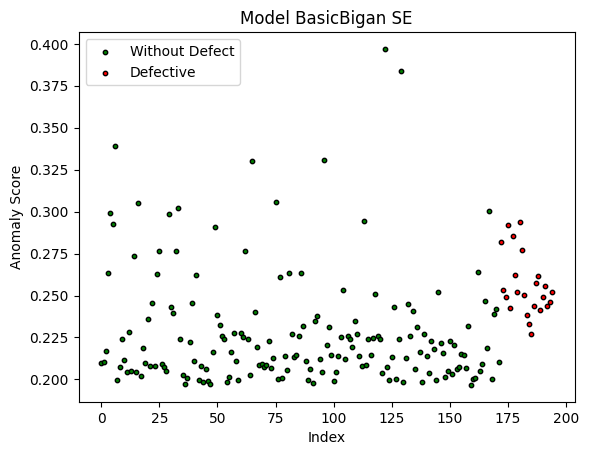 Model BasicBigan SE
Without Defect
Defective
Anomaly Score
0.400
0.375
0.350
0.325
0.300
0.275
0.250
0.225
0.200
0 25 50 75 100 125 150 175 200
Index